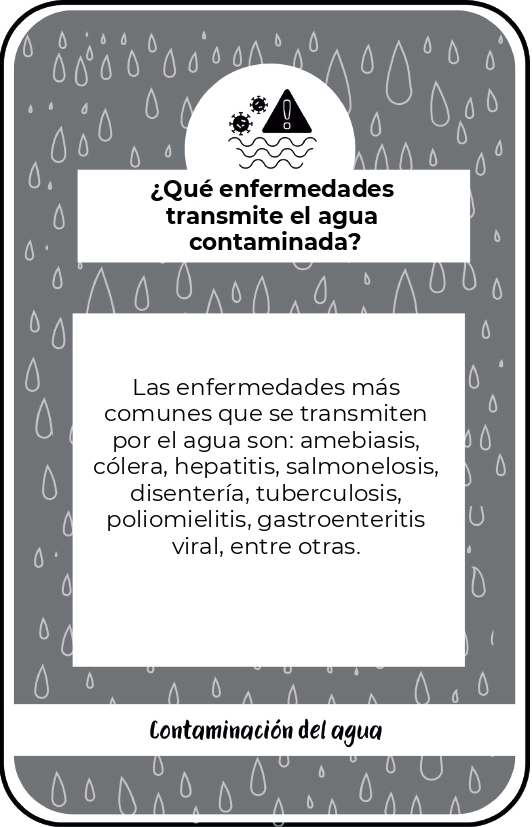 ¿Qué enfermedades
transmite el agua
contaminada?
Las enfermedades más
comunes que se transmiten
por el agua son: amebiasis,
cólera, hepatitis, salmonelosis,
disentería, tuberculosis,
poliomielitis, gastroenteritis
viral, entre otras.
Contaminación del agua